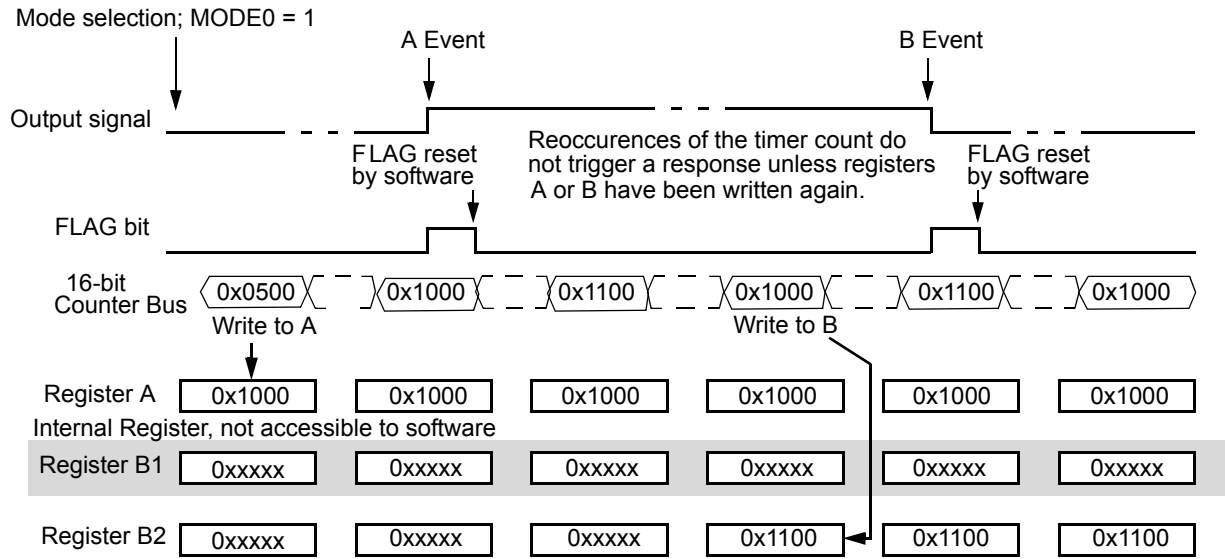 Mode selection; MODE0 = 1
A Event
B Event
Output signal
FLAG reset
by software
Reoccurences of the timer count do
not trigger a response unless registers
A or B have been written again.
FLAG reset
by software
FLAG bit
16-bit
Counter Bus
0x0500
0x1000
0x1100
0x1000
0x1100
0x1000
Write to A
Write to B
Register A
0x1000
0x1000
0x1000
0x1000
0x1000
0x1000
Internal Register, not accessible to software
Register B1
0xxxxx
0xxxxx
0xxxxx
0xxxxx
0xxxxx
0xxxxx
Register B2
0xxxxx
0xxxxx
0xxxxx
0x1100
0x1100
0x1100